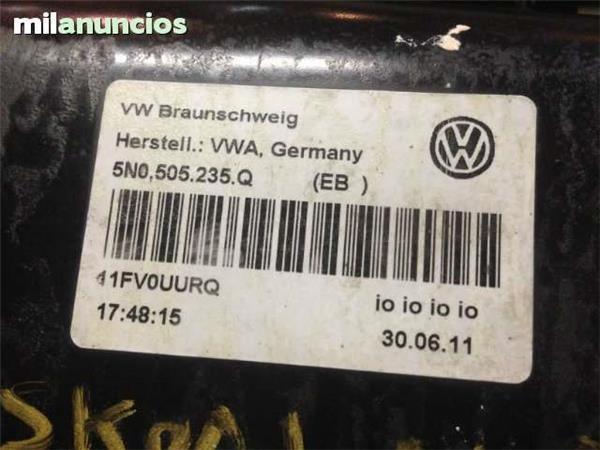 milanuncios
VW Braunschweig
Herstell.: VWA, Germany
5N0.505.235.Q (EB )
11FV0UURQ
io io io io
17:48:15
30.06.11